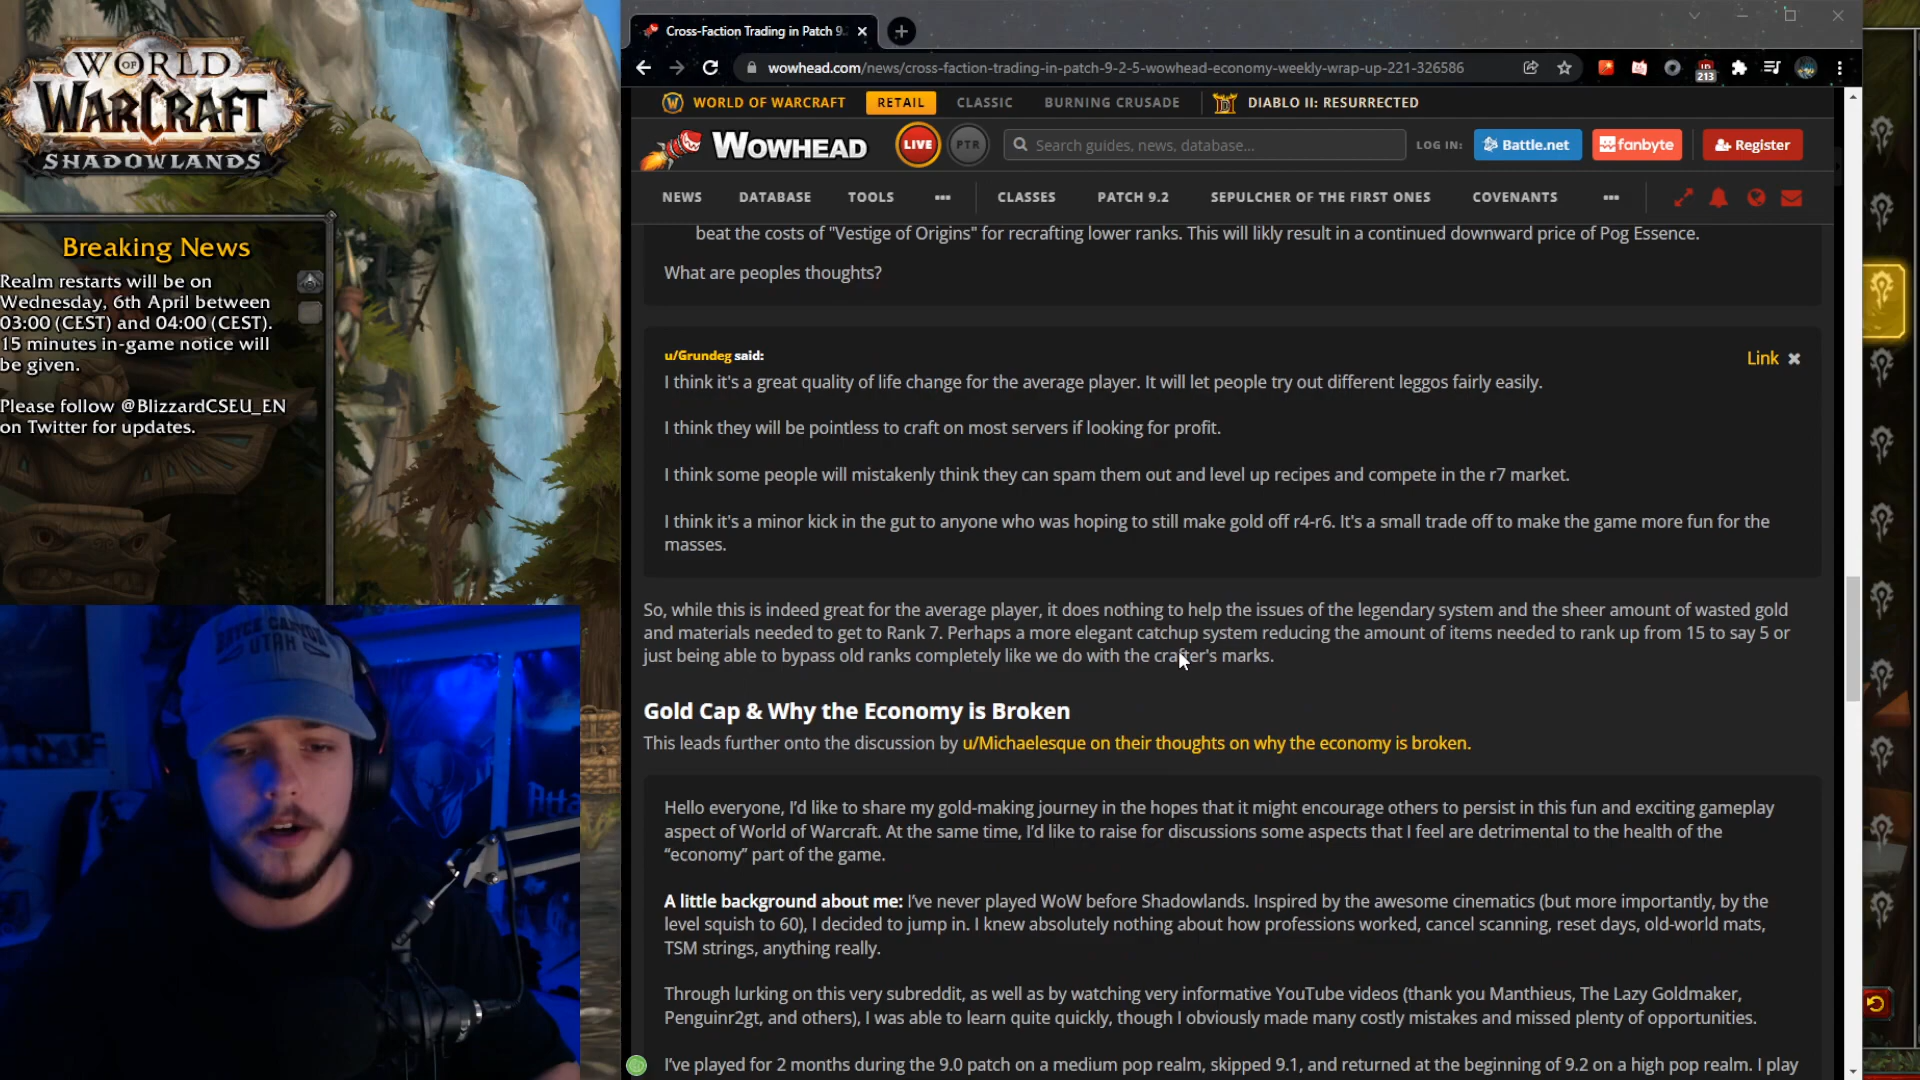 WORLD
OF
WARCRAFT
SHADOWLANDS
Breaking News
Realm restarts will be on
Wednesday, 6th April between
03:00 (CEST) and 04:00 (CEST).
15 minutes in-game notice will
be given.
Please follow @BlizzardCSEU_EN
on Twitter for updates.
Cross-Faction Trading in Patch 9.
wowhead.com/news/cross-faction-trading-in-patch-9-2-5-wowhead-economy-weekly-wrap-up-221-326586
213
WORLD OF WARCRAFT RETAIL CLASSIC BURNING CRUSADE DIABLO II: RESURRECTED
WOWHEAD LIVE PTR Search guides, news, database... LOG IN: Battle.net fanbyte Register
NEWS DATABASE TOOLS ••• CLASSES PATCH 9.2 SEPULCHER OF THE FIRST ONES COVENANTS •••
beat the costs of "Vestige of Origins" for recrafting lower ranks. This will likly result in a continued downward price of Pog Essence.
What are peoples thoughts?
u/Grundeg said: Link
I think it's a great quality of life change for the average player. It will let people try out different leggos fairly easily.
I think they will be pointless to craft on most servers if looking for profit.
I think some people will mistakenly think they can spam them out and level up recipes and compete in the r7 market.
I think it's a minor kick in the gut to anyone who was hoping to still make gold off r4-r6. It's a small trade off to make the game more fun for the
masses.
So, while this is indeed great for the average player, it does nothing to help the issues of the legendary system and the sheer amount of wasted gold
and materials needed to get to Rank 7. Perhaps a more elegant catchup system reducing the amount of items needed to rank up from 15 to say 5 or
just being able to bypass old ranks completely like we do with the crafter's marks.
Gold Cap & Why the Economy is Broken
This leads further onto the discussion by u/Michaelesque on their thoughts on why the economy is broken.
Hello everyone, I'd like to share my gold-making journey in the hopes that it might encourage others to persist in this fun and exciting gameplay
aspect of World of Warcraft. At the same time, I'd like to raise for discussions some aspects that I feel are detrimental to the health of the
“economy” part of the game.
A little background about me: I've never played WoW before Shadowlands. Inspired by the awesome cinematics (but more importantly, by the
level squish to 60), I decided to jump in. I knew absolutely nothing about how professions worked, cancel scanning, reset days, old-world mats,
TSM strings, anything really.
Through lurking on this very subreddit, as well as by watching very informative YouTube videos (thank you Manthieus, The Lazy Goldmaker,
Penguinr2gt, and others), I was able to learn quite quickly, though I obviously made many costly mistakes and missed plenty of opportunities.
I've played for 2 months during the 9.0 patch on a medium pop realm, skipped 9.1, and returned at the beginning of 9.2 on a high pop realm. I play
BRYCE CANYON
UTAH